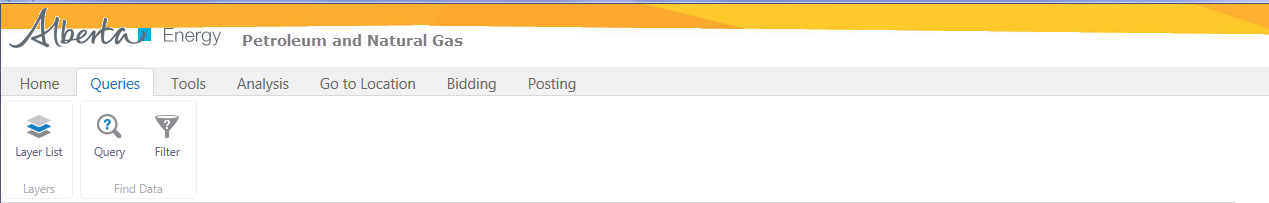 Alberta Energy Petroleum and Natural Gas
Home Queries Tools Analysis Go to Location Bidding Posting
Layer List Query Filter
Layers Find Data